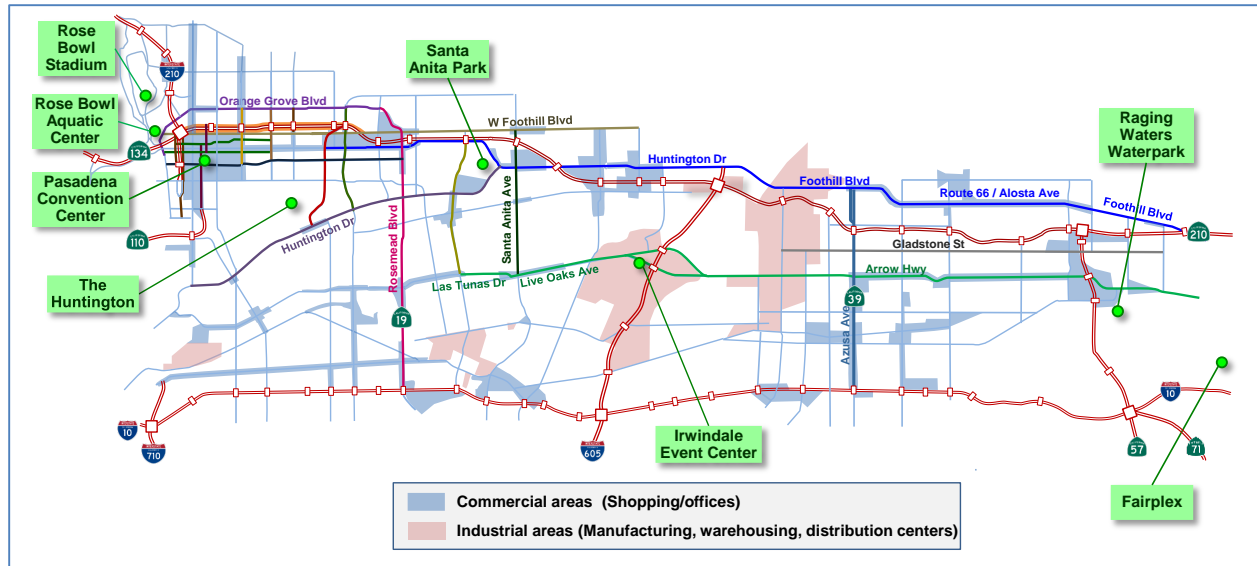 Rose
Bowl
Stadium
INTERSTATE
210
Rose Bowl
Aquatic
Center
134
Pasadena
Convention
Center
110
The
Huntington
Orange Grove Blvd
Santa
Anita Park
W Foothill Blvd
Huntington Dr
Huntington Dr
Rosemead Blvd
Santa Anita Ave
19
Las Tunas Dr
Live Oaks Ave
Foothill Blvd
Route 66 / Alosta Ave
Foothill Blvd
210
Gladstone St
Arrow Hwy
39
Azusa Ave
Raging
Waters
Waterpark
10
710
605
Irwindale
Event Center
10
57
71
Fairplex
Commercial areas (Shopping/offices)
Industrial areas (Manufacturing, warehousing, distribution centers)